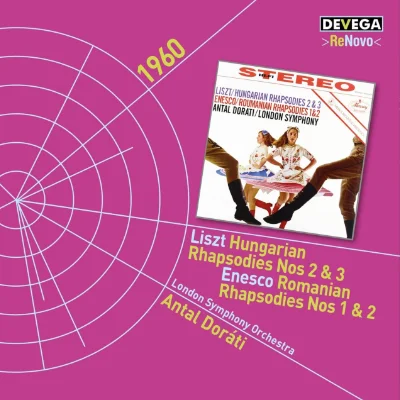 DEVEGA
>ReNovo<
1960
STEREO
LISZT/HUNGARIAN RHAPSODIES 2 & 3
ENESCO/ROUMANIAN RHAPSODIES 1&2
ANTAL DORATI/LONDON SYMPHONY
Liszt Hungarian
Rhapsodies Nos 2 & 3
Enesco Romanian
Rhapsodies Nos 1 & 2
London Symphony Orchestra
Antal Doráti